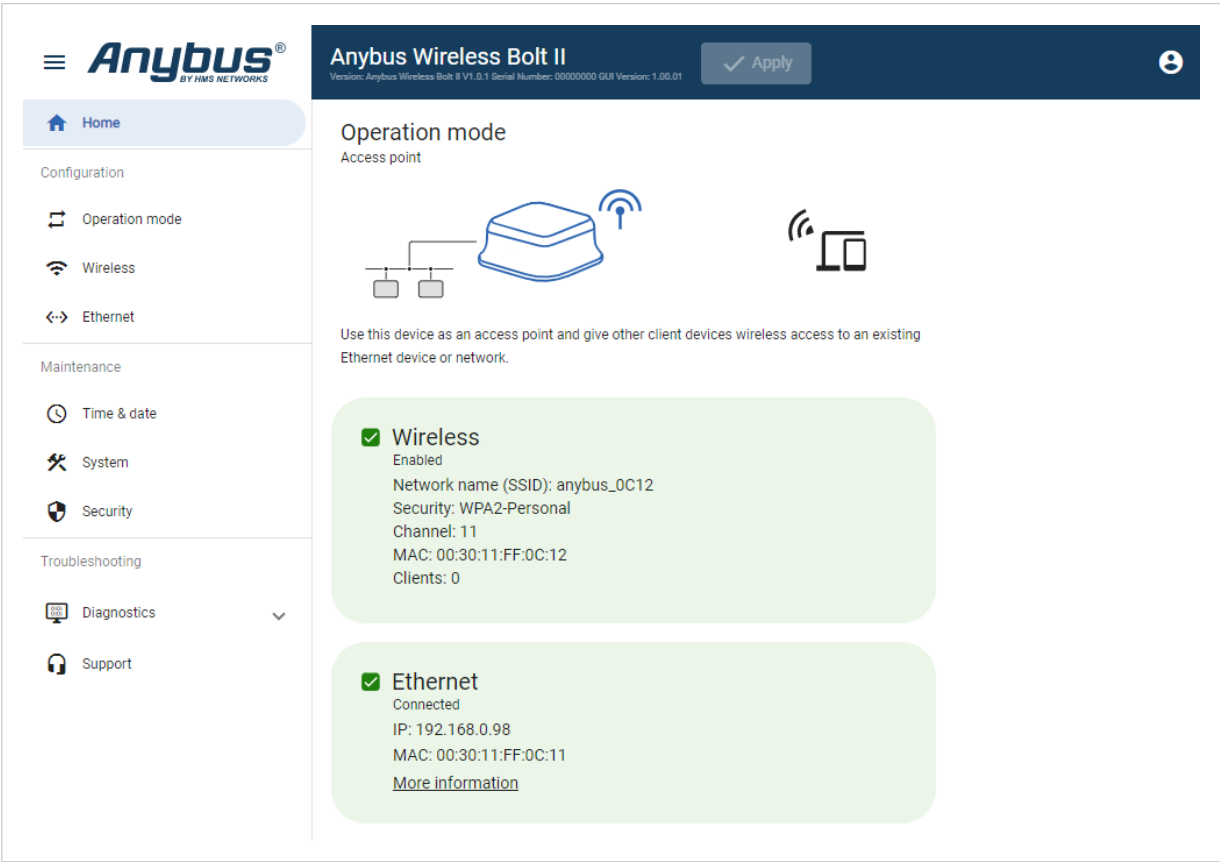 Anybus®
BY HMS NETWORKS
Anybus Wireless Bolt II
Version: Anybus Wireless Bolt II V1.0.1 Serial Number: 00000000 GUI Version: 1.00.01
Apply
Home
Configuration
Operation mode
Wireless
Ethernet
Maintenance
Time & date
System
Security
Troubleshooting
Diagnostics
Support
Operation mode
Access point
Use this device as an access point and give other client devices wireless access to an existing
Ethernet device or network.
Wireless
Enabled
Network name (SSID): anybus_0C12
Security: WPA2-Personal
Channel: 11
MAC: 00:30:11:FF:0C:12
Clients: 0
Ethernet
Connected
IP: 192.168.0.98
MAC: 00:30:11:FF:0C:11
More information